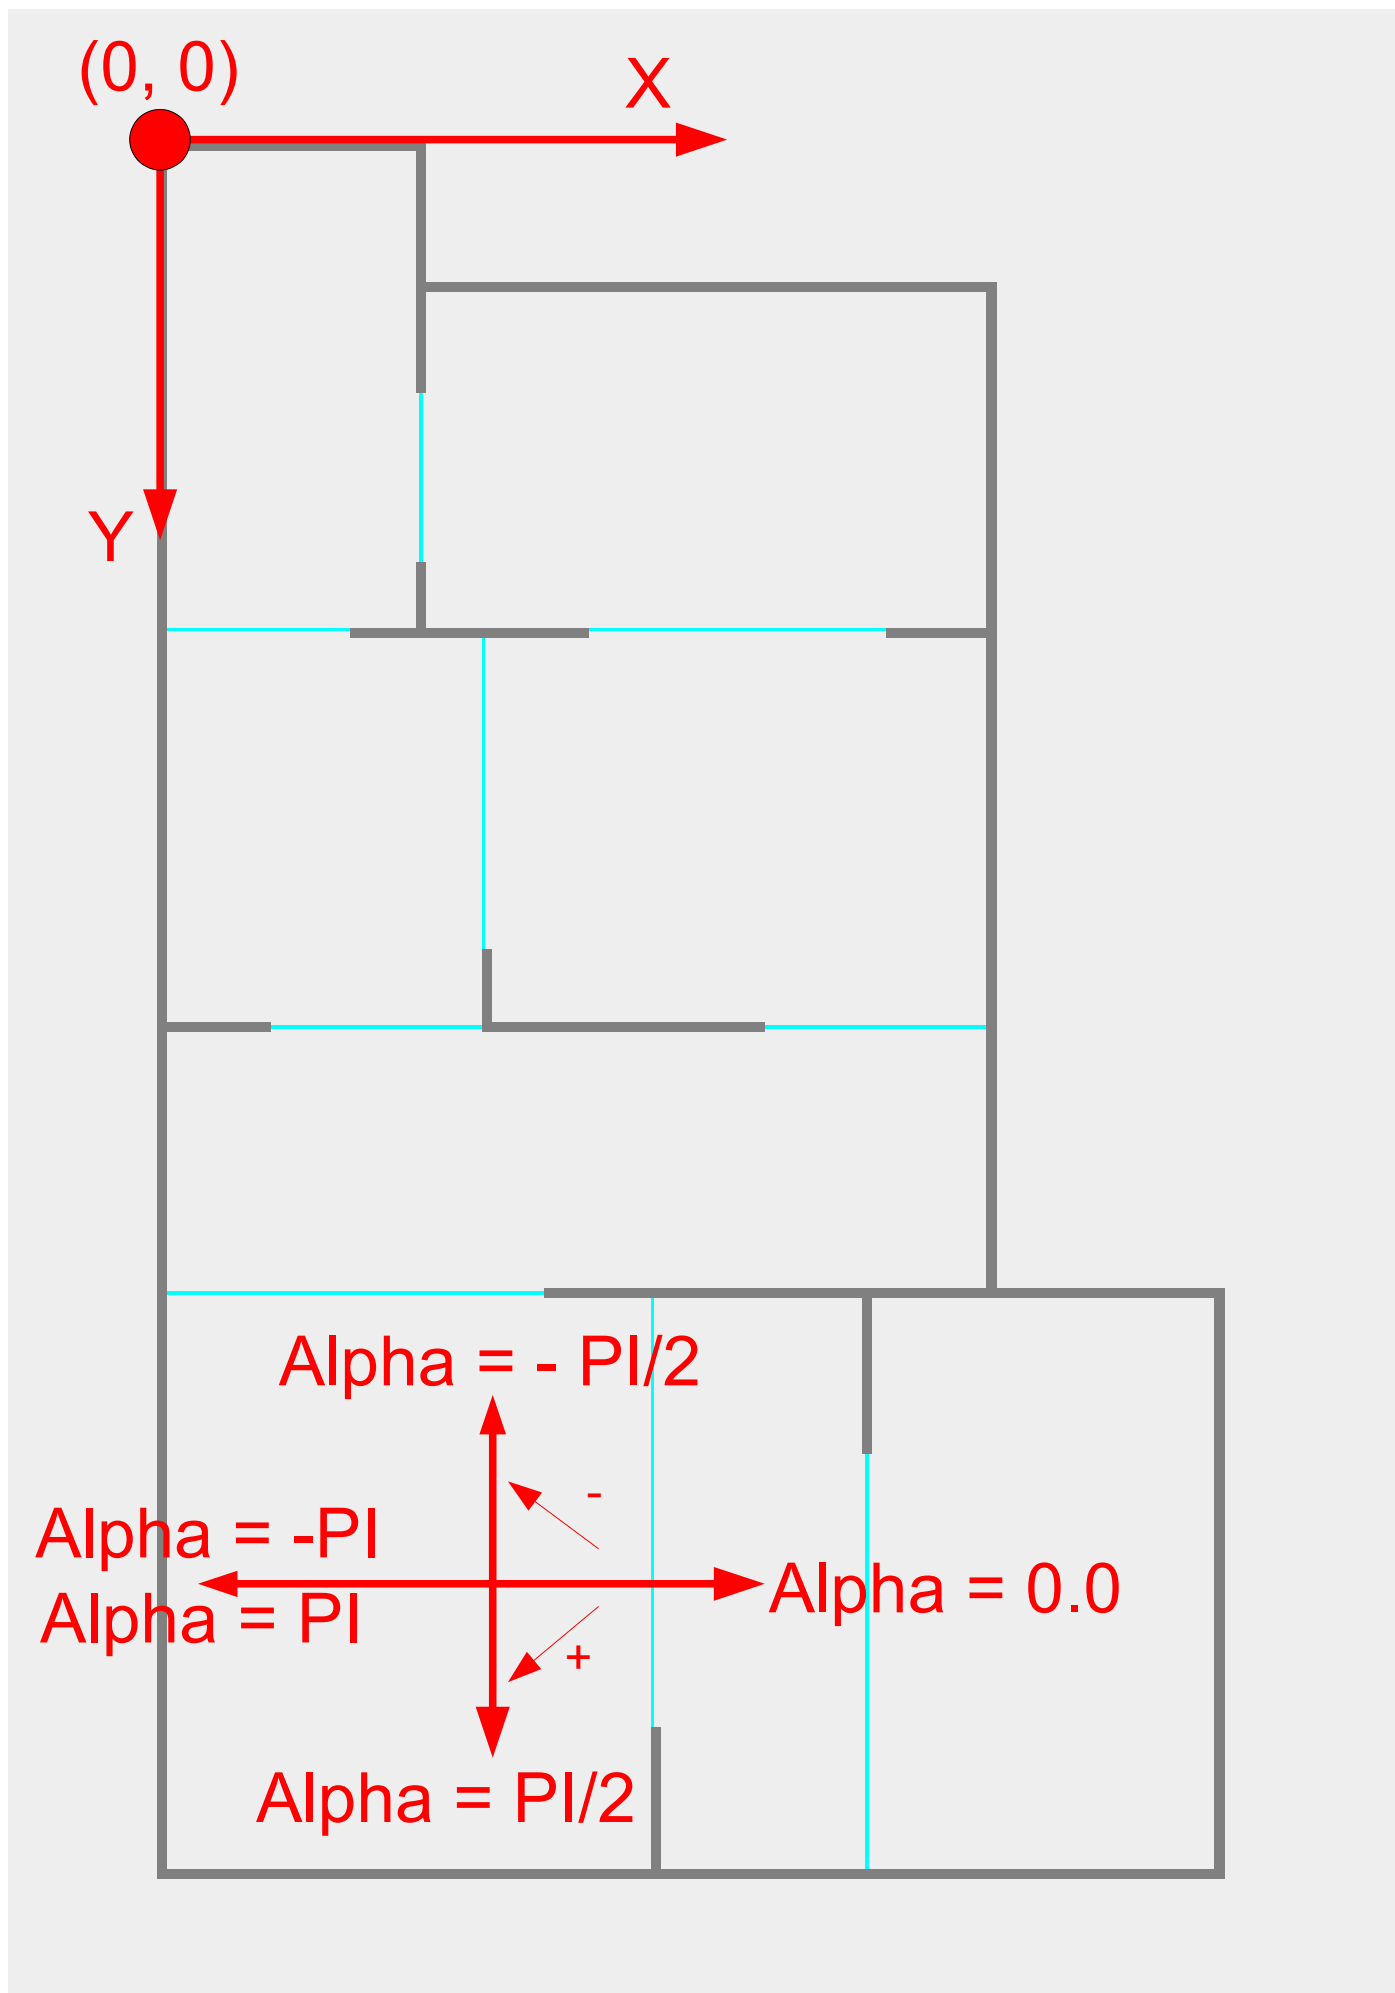 (0, 0)
X
Y
Alpha = - PI/2
-
Alpha = -PI
Alpha = 0.0
Alpha = PI
+
Alpha = PI/2